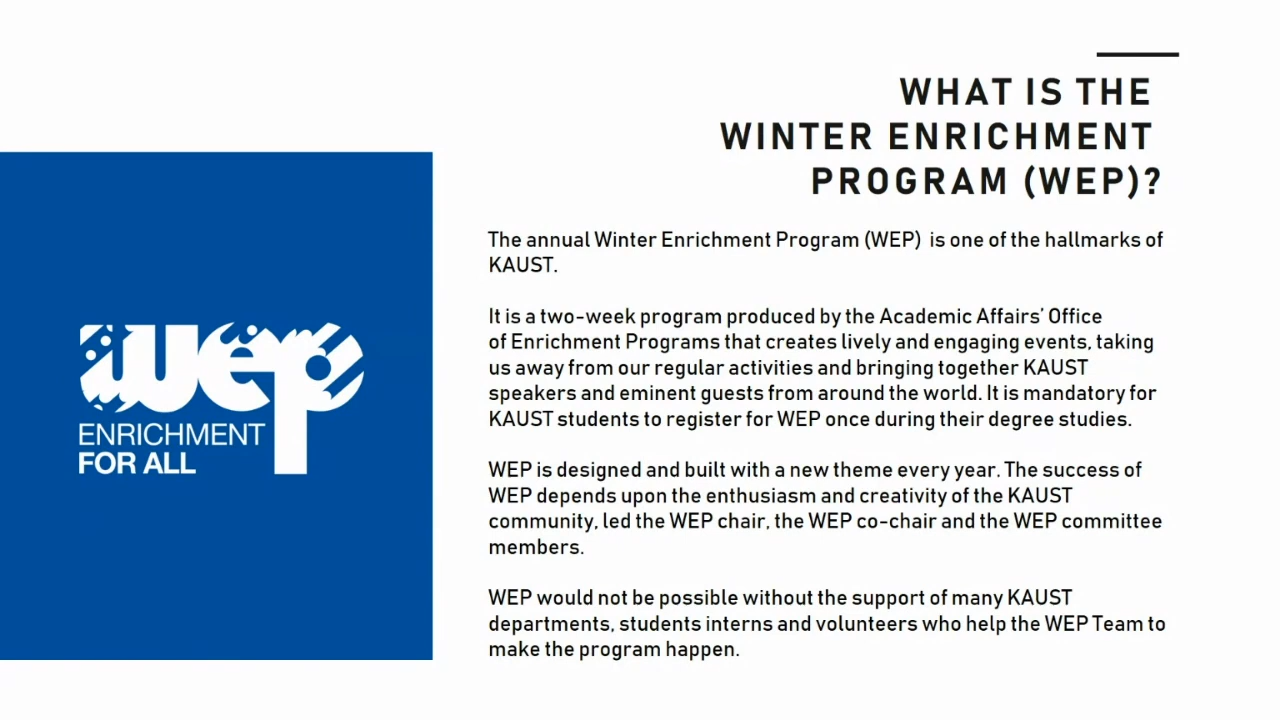 WHAT IS THE
WINTER ENRICHMENT
PROGRAM (WEP)?
wep
ENRICHMENT
FOR ALL
The annual Winter Enrichment Program (WEP) is one of the hallmarks of
KAUST.
It is a two-week program produced by the Academic Affairs' Office
of Enrichment Programs that creates lively and engaging events, taking
us away from our regular activities and bringing together KAUST
speakers and eminent guests from around the world. It is mandatory for
KAUST students to register for WEP once during their degree studies.
WEP is designed and built with a new theme every year. The success of
WEP depends upon the enthusiasm and creativity of the KAUST
community, led the WEP chair, the WEP co-chair and the WEP committee
members.
WEP would not be possible without the support of many KAUST
departments, students interns and volunteers who help the WEP Team to
make the program happen.